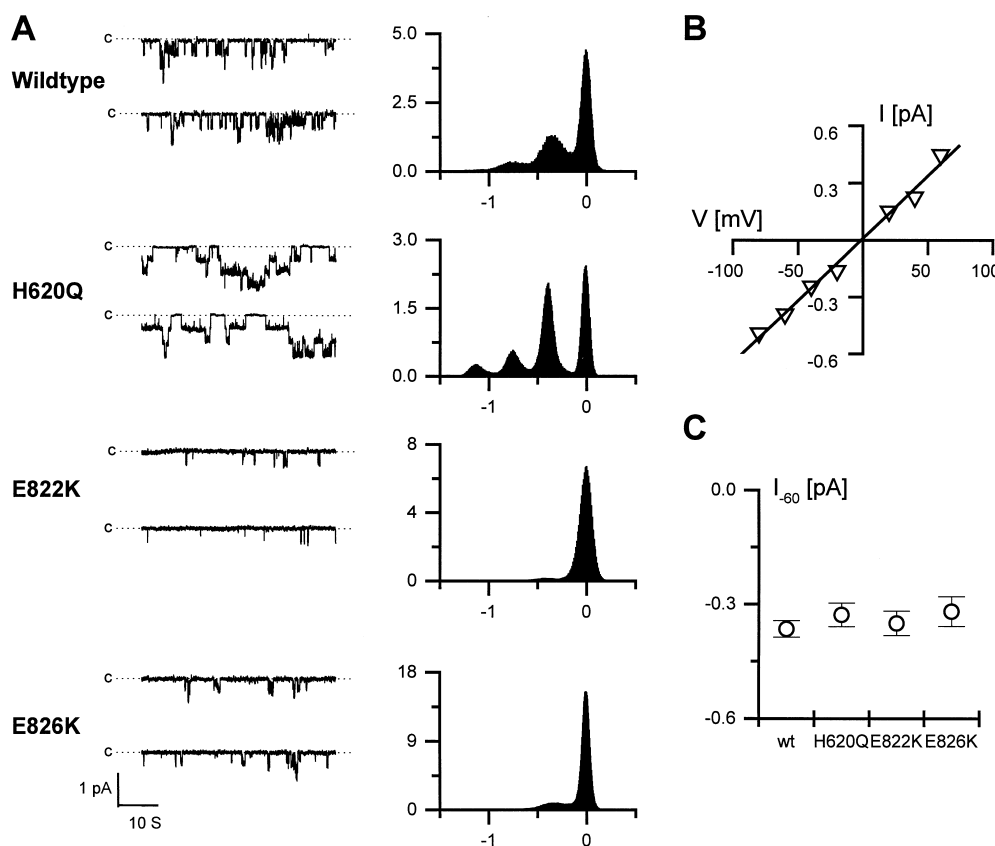 A
Wildtype
c
c
5.0
2.5
0.0
-1
0
H620Q
c
c
3.0
1.5
0.0
-1
0
E822K
c
c
8
4
0
-1
0
E826K
c
c
1 pA
10 S
18
9
0
-1
0
B
I [pA]
0.6
0.3
V [mV]
-100
-50
50
100
-0.3
-0.6
C
I-60 [pA]
0.0
-0.3
-0.6
wt
H620Q
E822K
E826K